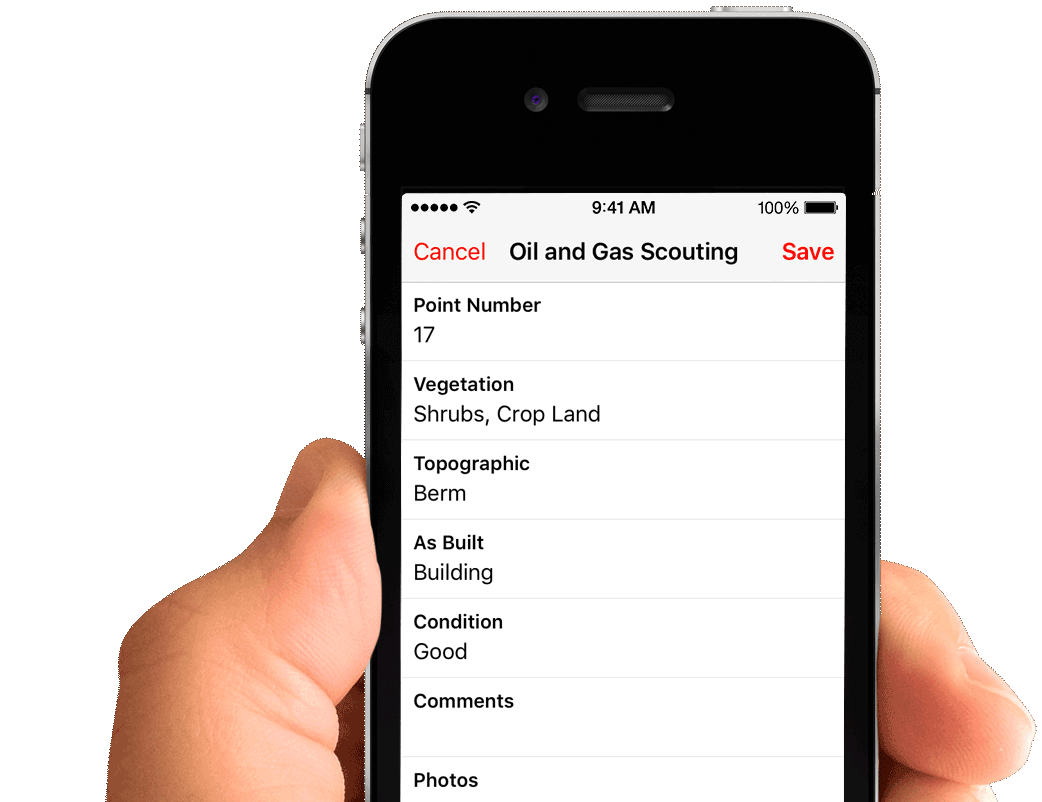 9:41 AM 100%
Cancel Oil and Gas Scouting Save
Point Number
17
Vegetation
Shrubs, Crop Land
Topographic
Berm
As Built
Building
Condition
Good
Comments
Photos